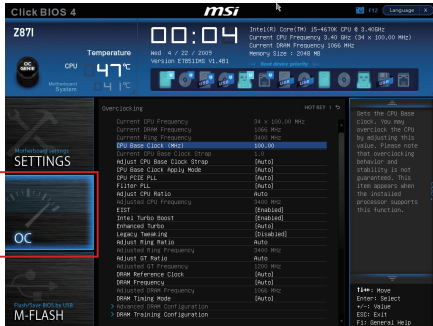 Click BIOS 4
msi
F12 Language X
Z87I
Temperature
OC GENIE
CPU
47°C
Motherboard
System
04:04
Wed 4 / 22 / 2009
Version E7851IMS V1.4B1
Intel(R) Core(TM) i5-4670K CPU @ 3.40GHz
Current CPU Frequency 3.40 GHz (34 x 100.00 MHz)
Current DRAM Frequency 1066 MHz
Memory Size : 2048 MB
Boot device priority
Motherboard settings
SETTINGS
OC
Flash/Save BIOS by USB
M-FLASH
Overclocking
HOT KEY
Current CPU Frequency 34 x 100.00 MHz
Current DRAM Frequency 1066 MHz
Current Ring Frequency 3400 MHz
CPU Base Clock (MHz) 100.00
Current CPU Base Clock Strap 1.0
Adjust CPU Base Clock Strap [Auto]
CPU Base Clock Apply Mode [Auto]
CPU PCIE PLL [Auto]
Filter PLL [Auto]
Adjust CPU Ratio Auto
Adjusted CPU Frequency 3400 MHz
EIST [Enabled]
Intel Turbo Boost [Enabled]
Enhanced Turbo [Auto]
Legacy Tweaking [Disabled]
Adjust Ring Ratio Auto
Adjusted Ring Frequency 3400 MHz
Adjust GT Ratio Auto
Adjusted GT Frequency 1200 MHz
DRAM Reference Clock [Auto]
DRAM Frequency [Auto]
Adjusted DRAM Frequency 1066 MHz
DRAM Timing Mode [Auto]
> Advanced DRAM Configuration
> DRAM Training Configuration
Sets the CPU Base
clock. You may
overclock the CPU
by adjusting this
value. Please note
that overclocking
behavior and
stability is not
guaranteed. This
item appears when
the installed
processor supports
this function.
↑↓←→: Move
Enter: Select
+/-: Value
ESC: Exit
F1: General Help